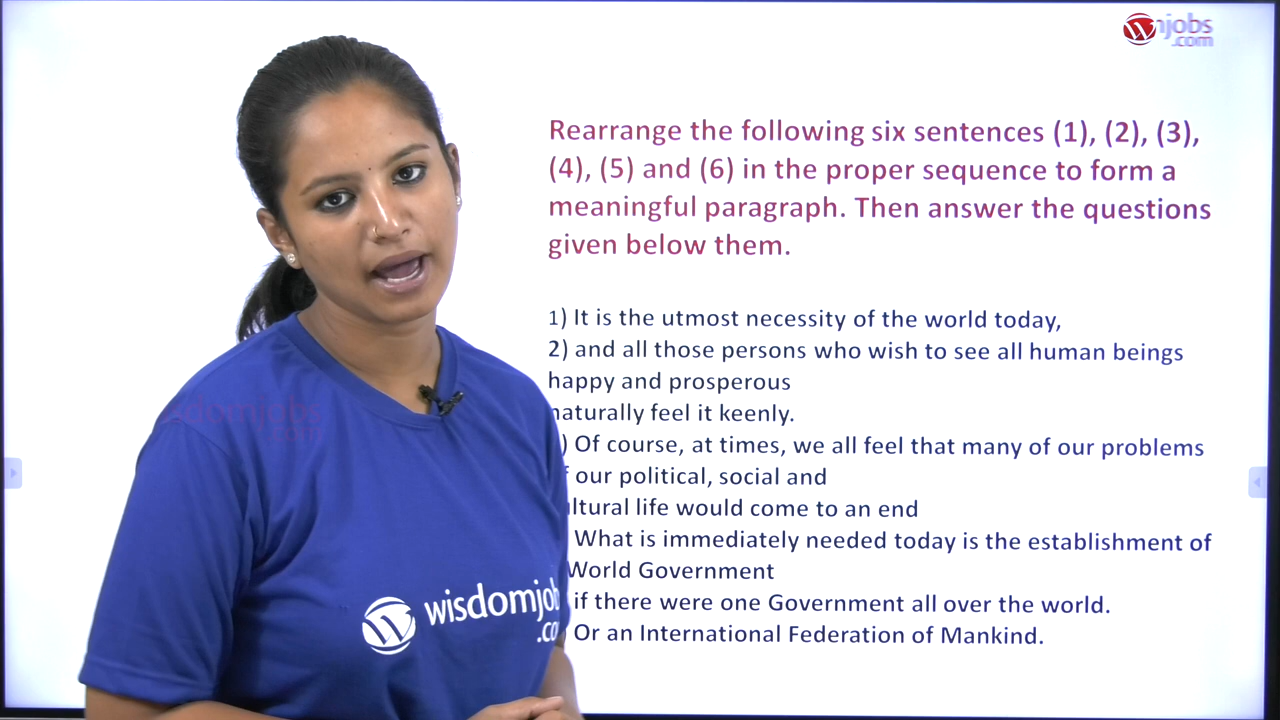 njobs
.com
Rearrange the following six sentences (1), (2), (3),
(4), (5) and (6) in the proper sequence to form a
meaningful paragraph. Then answer the questions
given below them.
1) It is the utmost necessity of the world today,
2) and all those persons who wish to see all human beings
happy and prosperous
naturally feel it keenly.
) Of course, at times, we all feel that many of our problems
our political, social and
ltural life would come to an end
What is immediately needed today is the establishment of
World Government
if there were one Government all over the world.
Or an International Federation of Mankind.
wisdomjobs
.com
wisdomjob
.co